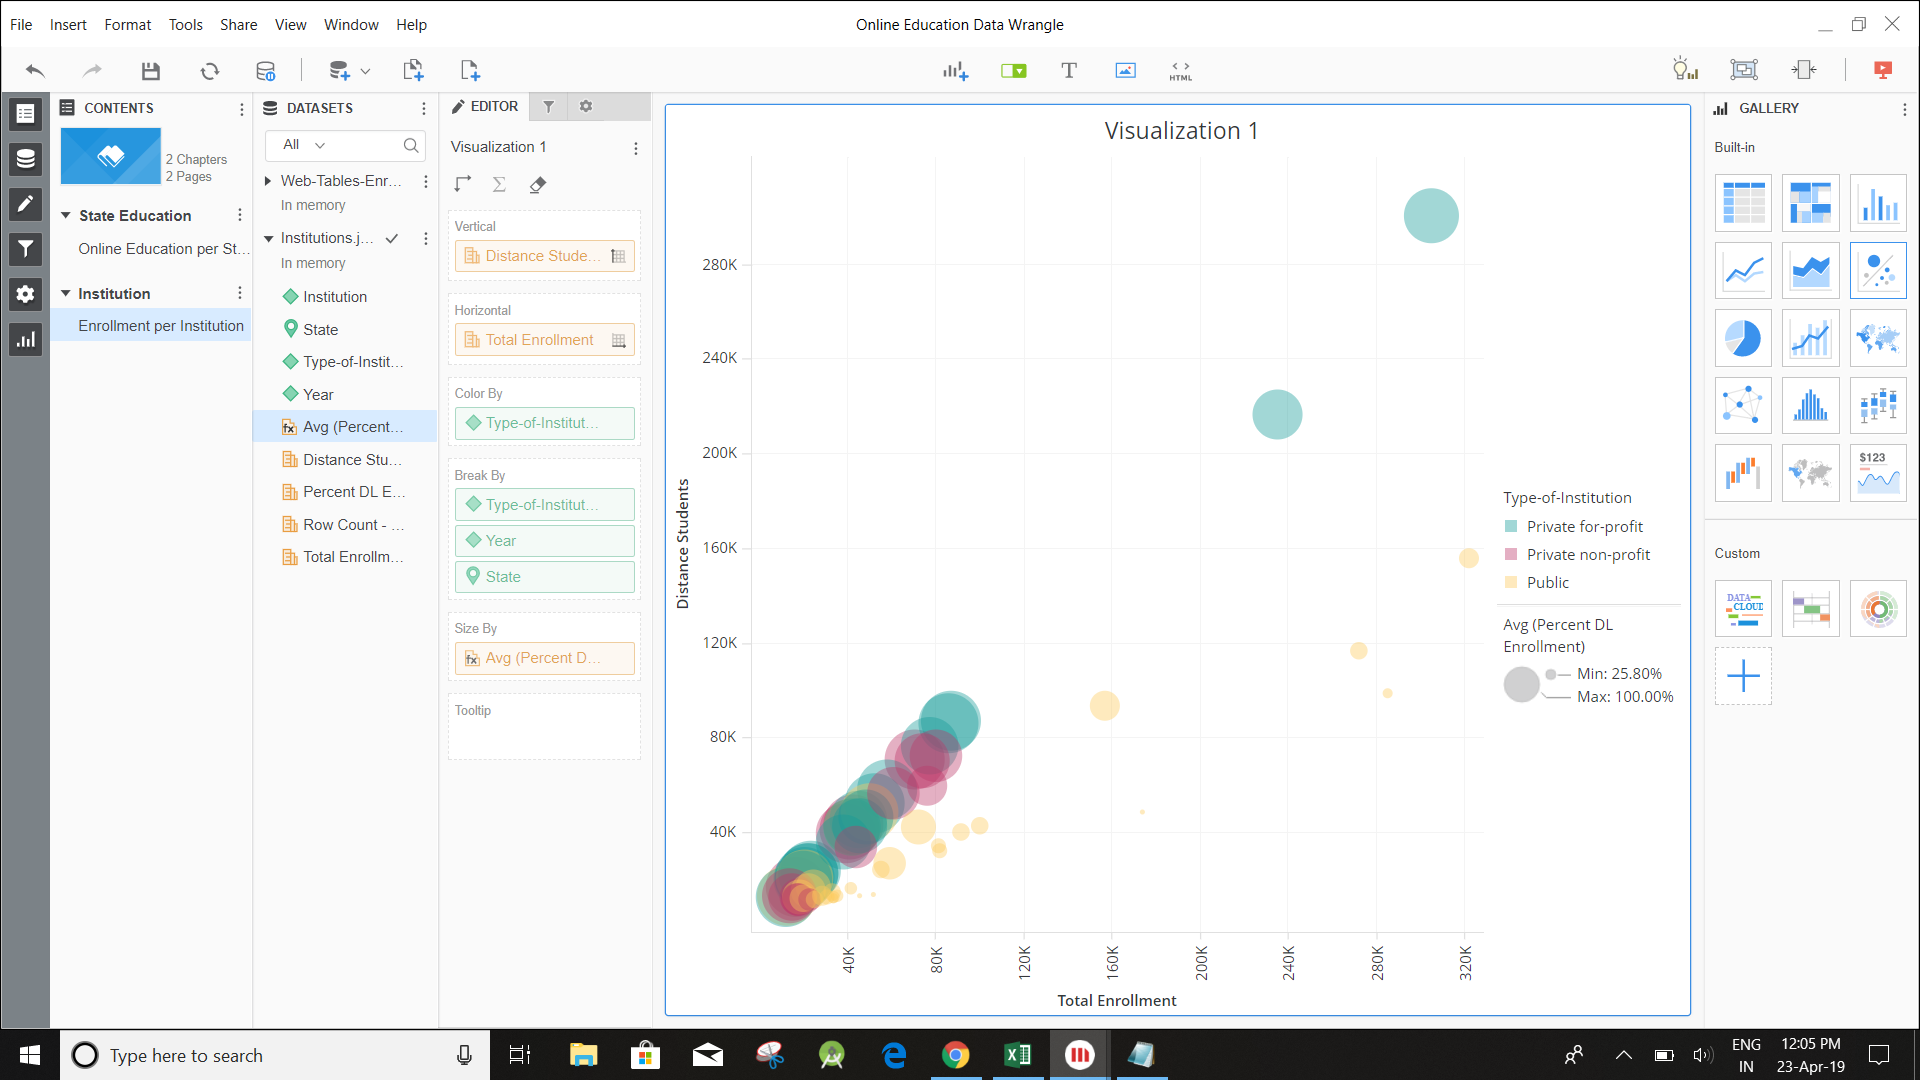 File Insert Format Tools Share View Window Help
Online Education Data Wrangle
HTML
CONTENTS
2 Chapters
2 Pages
State Education
Online Education per St...
Institution
Enrollment per Institution
DATASETS
All
Web-Tables-Enr...
In memory
Institutions.j...
In memory
Institution
State
Type-of-Instit...
Year
Avg (Percent...
Distance Stu...
Percent DL E...
Row Count - ...
Total Enrollm...
EDITOR
Visualization 1
Vertical
Distance Stude...
Horizontal
Total Enrollment
Color By
Type-of-Institut...
Break By
Type-of-Institut...
Year
State
Size By
Avg (Percent D...
Tooltip
Visualization 1
Distance Students
280K
240K
200K
160K
120K
80K
40K
40K 80K 120K 160K 200K 240K 280K 320K
Total Enrollment
Type-of-Institution
Private for-profit
Private non-profit
Public
Avg (Percent DL
Enrollment)
Min: 25.80%
Max: 100.00%
GALLERY
Built-in
$123
Custom
DATA
CLOUD
Type here to search
ENG
IN
12:05 PM
23-Apr-19